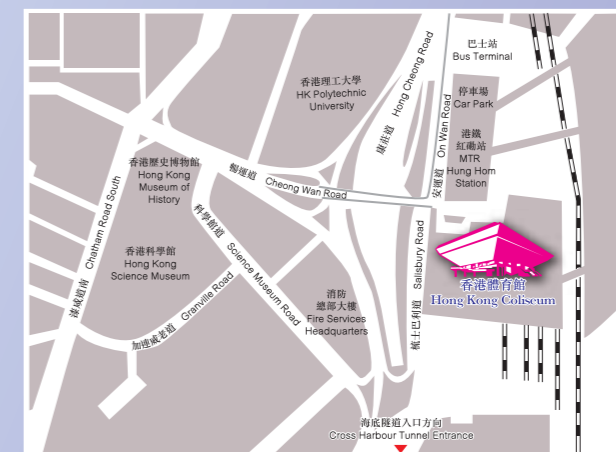 巴士站
Bus Terminal
香港理工大學
HK Polytechnic
University
康莊道 Hong Cheong Road
停車場
Car Park
港鐵
紅磡站
MTR
Hung Hom
Station
安運道 On Wan Road
香港歷史博物館
Hong Kong
Museum of
History
暢運道 Cheong Wan Road
漆咸道南 Chatham Road South
科學館道 Science Museum Road
香港科學館
Hong Kong
Science Museum
加連威老道 Granville Road
消防
總部大樓
Fire Services
Headquarters
梳士巴利道 Salisbury Road
香港體育館
Hong Kong Coliseum
海底隧道入口方向
Cross Harbour Tunnel Entrance